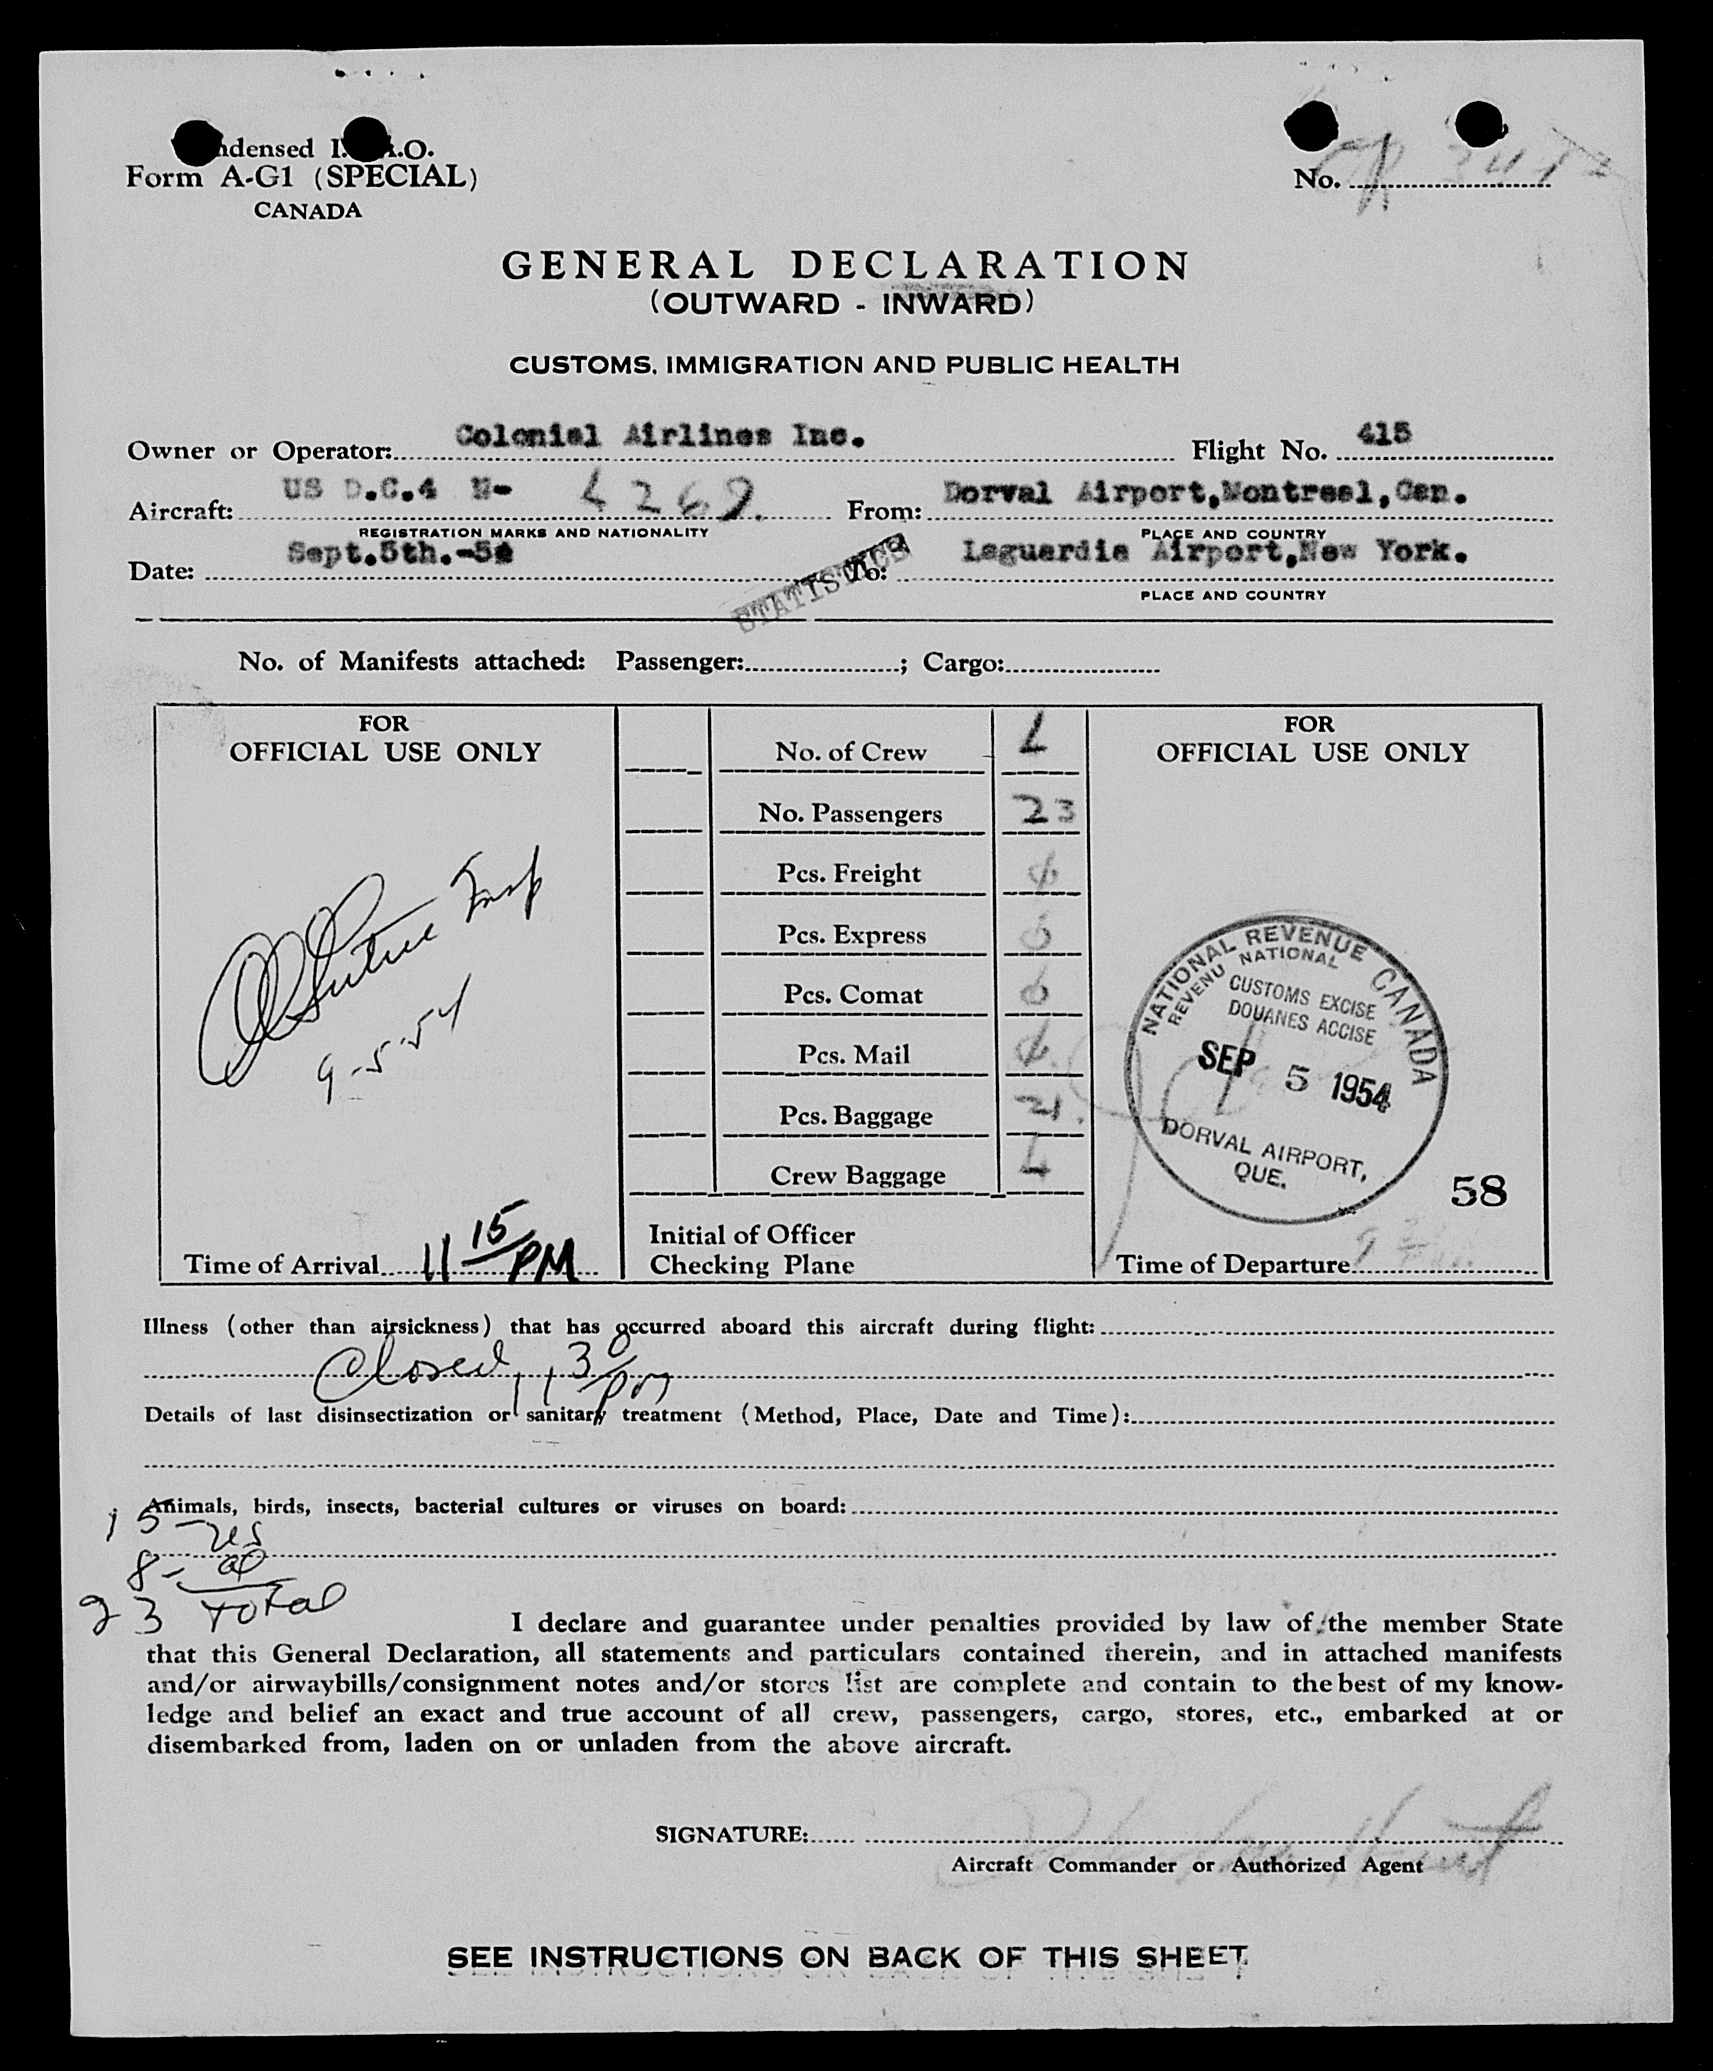 Form A-G1 (SPECIAL)
CANADA
No.
GENERAL DECLARATION
(OUTWARD - INWARD)
CUSTOMS, IMMIGRATION AND PUBLIC HEALTH
Owner or Operator: Colonial Airlines Inc. Flight No. 415
Aircraft: US D.C.4 N- 4269. From: Dorval Airport,Montreal,Can.
REGISTRATION MARKS AND NATIONALITY PLACE AND COUNTRY
Date: Sept.5th.-54 To: Laguardia Airport,New York.
STATISTICS
PLACE AND COUNTRY
No. of Manifests attached: Passenger: ; Cargo:
FOR
OFFICIAL USE ONLY
Insp
9-5-54
Time of Arrival 11 15 PM
No. of Crew
No. Passengers 23
Pcs. Freight
Pcs. Express
Pcs. Comat
Pcs. Mail
Pcs. Baggage 21.
Crew Baggage
Initial of Officer
Checking Plane
FOR
OFFICIAL USE ONLY
NATIONAL REVENUE CANADA
REVENU NATIONAL
CUSTOMS EXCISE
DOUANES ACCISE
SEP 5 1954
DORVAL AIRPORT,
QUE.
58
Time of Departure
Illness (other than airsickness) that has occurred aboard this aircraft during flight:
Closed 11 30 pm
Details of last disinsectization or sanitary treatment (Method, Place, Date and Time):
Animals, birds, insects, bacterial cultures or viruses on board:
15 - us
8 - al
23 Total
I declare and guarantee under penalties provided by law of the member State
that this General Declaration, all statements and particulars contained therein, and in attached manifests
and/or airwaybills/consignment notes and/or stores list are complete and contain to the best of my know-
ledge and belief an exact and true account of all crew, passengers, cargo, stores, etc., embarked at or
disembarked from, laden on or unladen from the above aircraft.
SIGNATURE:
Aircraft Commander or Authorized Agent
SEE INSTRUCTIONS ON BACK OF THIS SHEET